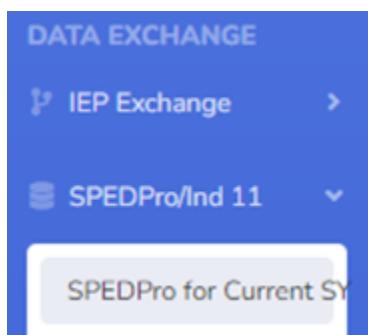 DATA EXCHANGE
IEP Exchange
SPEDPro/Ind 11
SPEDPro for Current SY